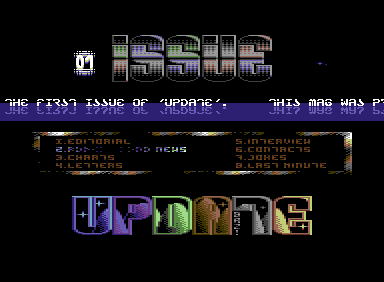 01 ISSUE
THE FIRST ISSUE OF 'UPDATE'. THIS MAG WAS
1.EDITORIAL 5.INTERVIEW
2. NEWS 6.CONTACTS
3.CHARTS 7.JOKES
4.LETTERS 8.LAST MINUTE
UPDATE